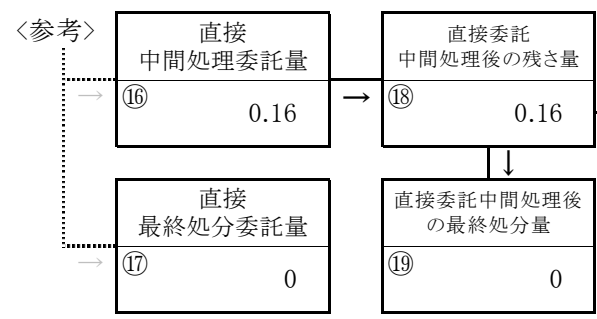 〈参考〉
直接
中間処理委託量
→
⑯
0.16
→
直接委託
中間処理後の残さ量
⑱
0.16
↓
直接
最終処分委託量
→
⑰
0
直接委託中間処理後
の最終処分量
⑲
0